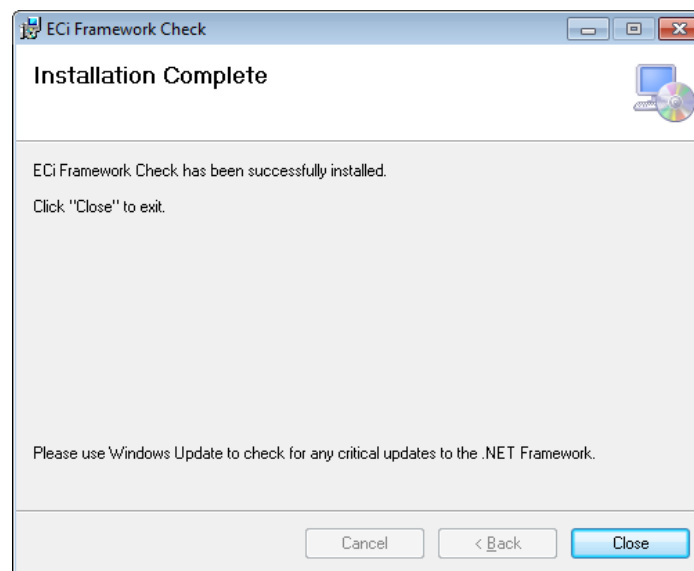 ECi Framework Check
Installation Complete
ECi Framework Check has been successfully installed.
Click "Close" to exit.
Please use Windows Update to check for any critical updates to the .NET Framework.
Cancel
< Back
Close